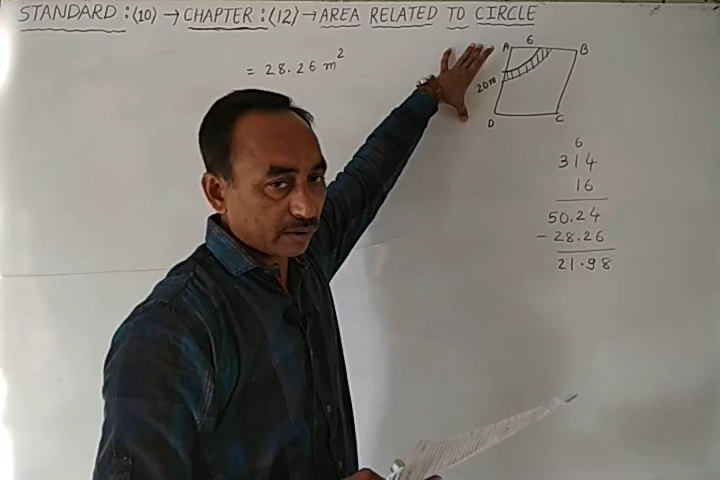 STANDARD:(10) → CHAPTER:(12) → AREA RELATED TO CIRCLE
= 28.26 m²
A 6 B
20m
D C
6
314
16
50.24
- 28.26
21.98